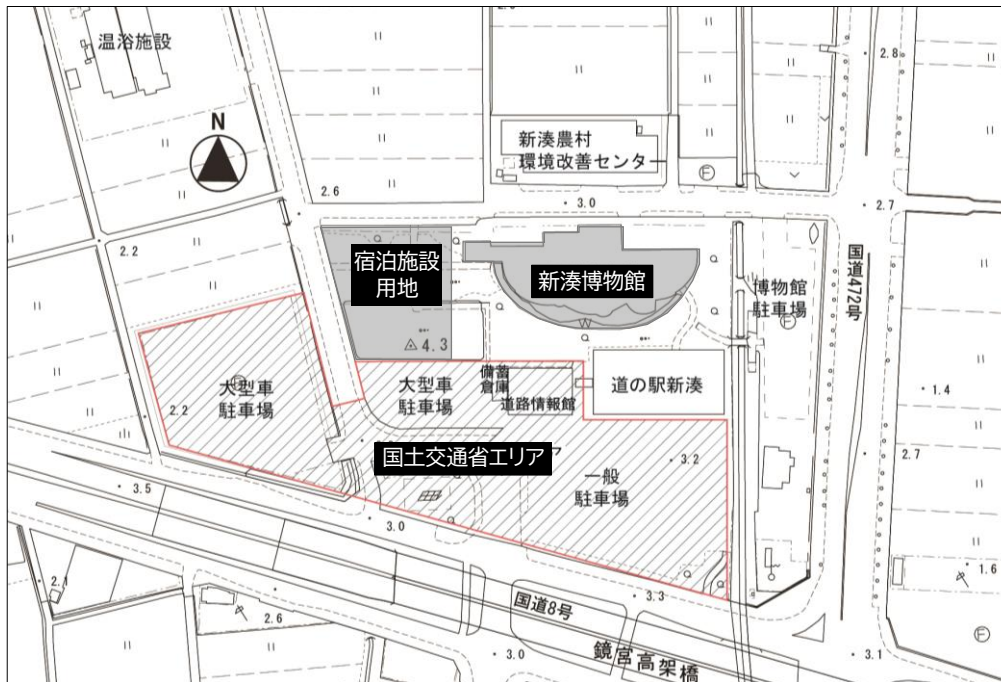 温浴施設
N
2.8
新湊農村
環境改善センター
2.6
3.0
2.7
2.2
宿泊施設
用地
新湊博物館
国道472号
博物館
駐車場
4.3
大型車
駐車場
2.2
大型車
駐車場
備蓄
倉庫
道路情報館
道の駅新湊
1.4
国土交通省エリア
3.2
2.7
一般
駐車場
3.5
3.0
2.1
国道8号
3.3
1.6
2.6
3.0
鏡宮高架橋
3.1